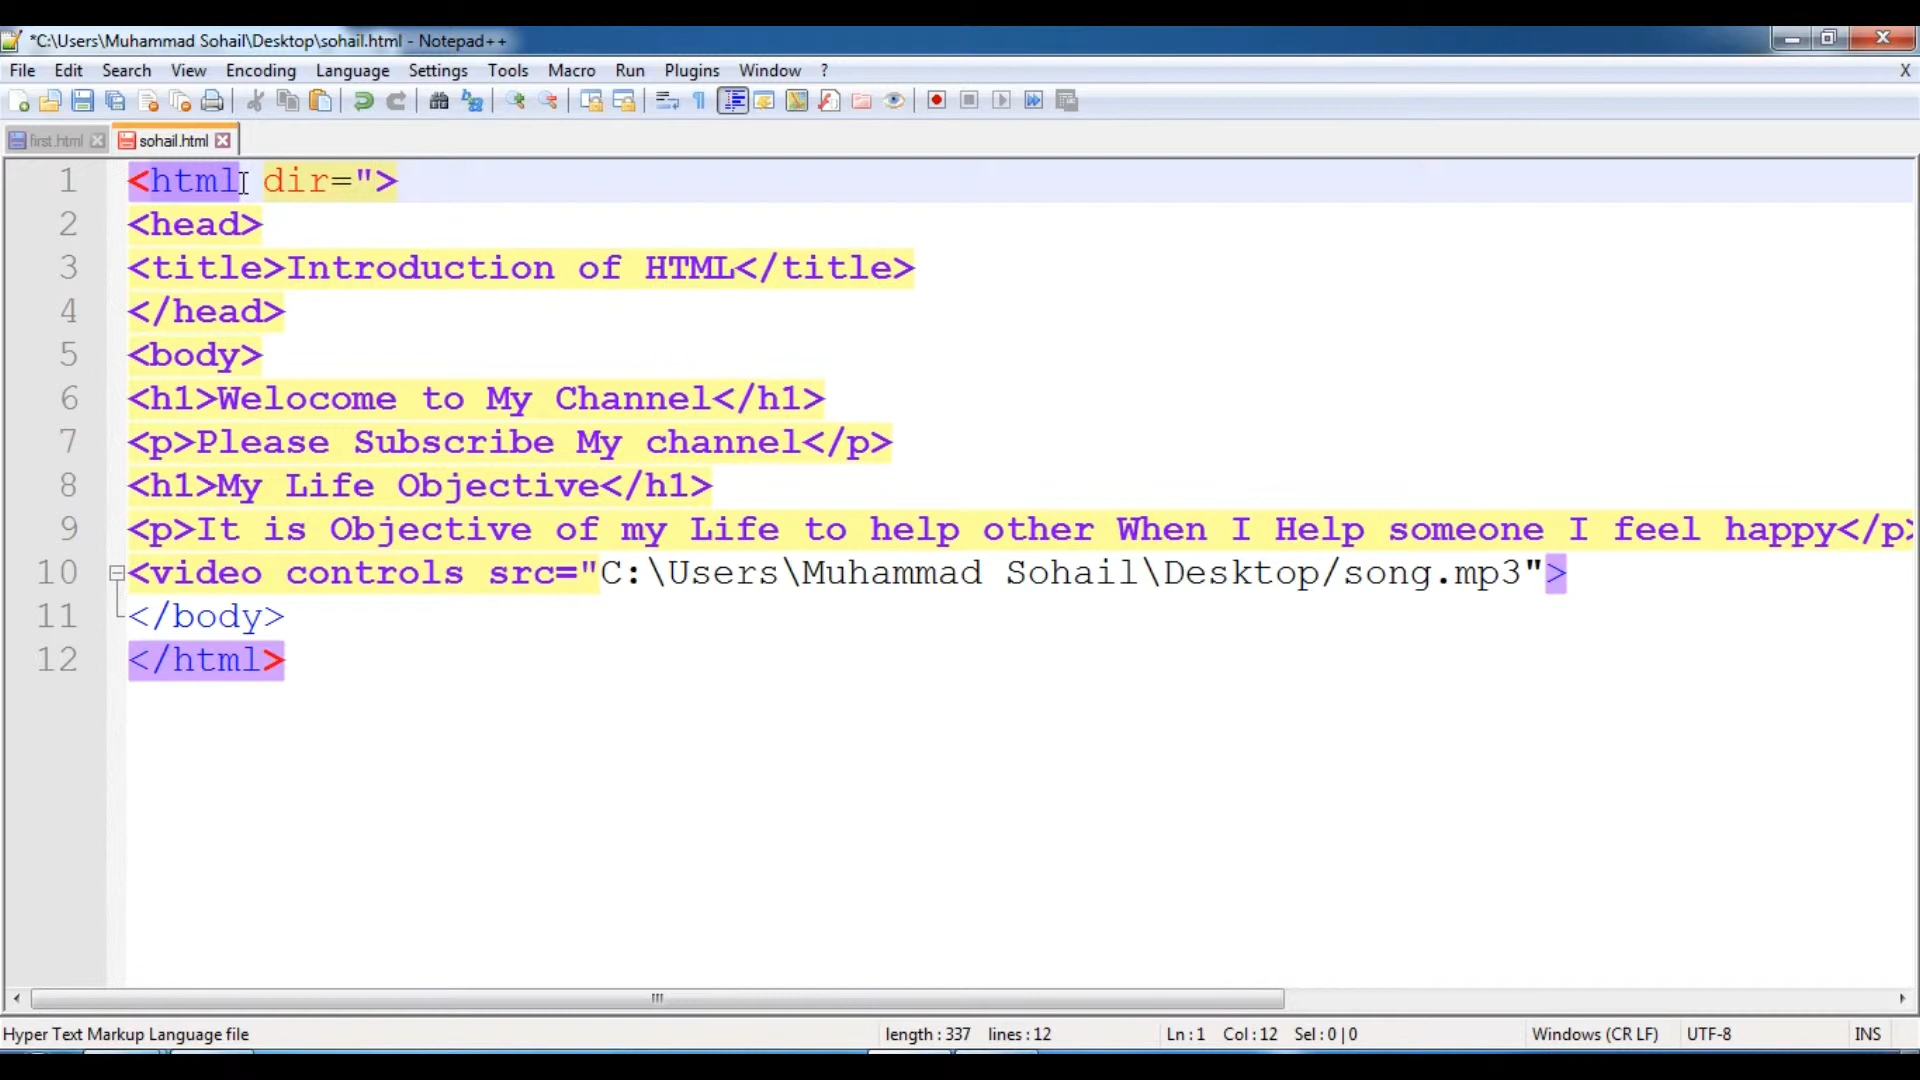 *C:\Users\Muhammad Sohail\Desktop\sohail.html - Notepad++
File Edit Search View Encoding Language Settings Tools Macro Run Plugins Window ? X
first.html sohail.html
1 <html dir=">
2 <head>
3 <title>Introduction of HTML</title>
4 </head>
5 <body>
6 <h1>Welocome to My Channel</h1>
7 <p>Please Subscribe My channel</p>
8 <h1>My Life Objective</h1>
9 <p>It is Objective of my Life to help other When I Help someone I feel happy</p>
10 <video controls src="C:\Users\Muhammad Sohail\Desktop/song.mp3">
11 </body>
12 </html>
Hyper Text Markup Language file length : 337 lines : 12 Ln : 1 Col : 12 Sel : 0 | 0 Windows (CR LF) UTF-8 INS